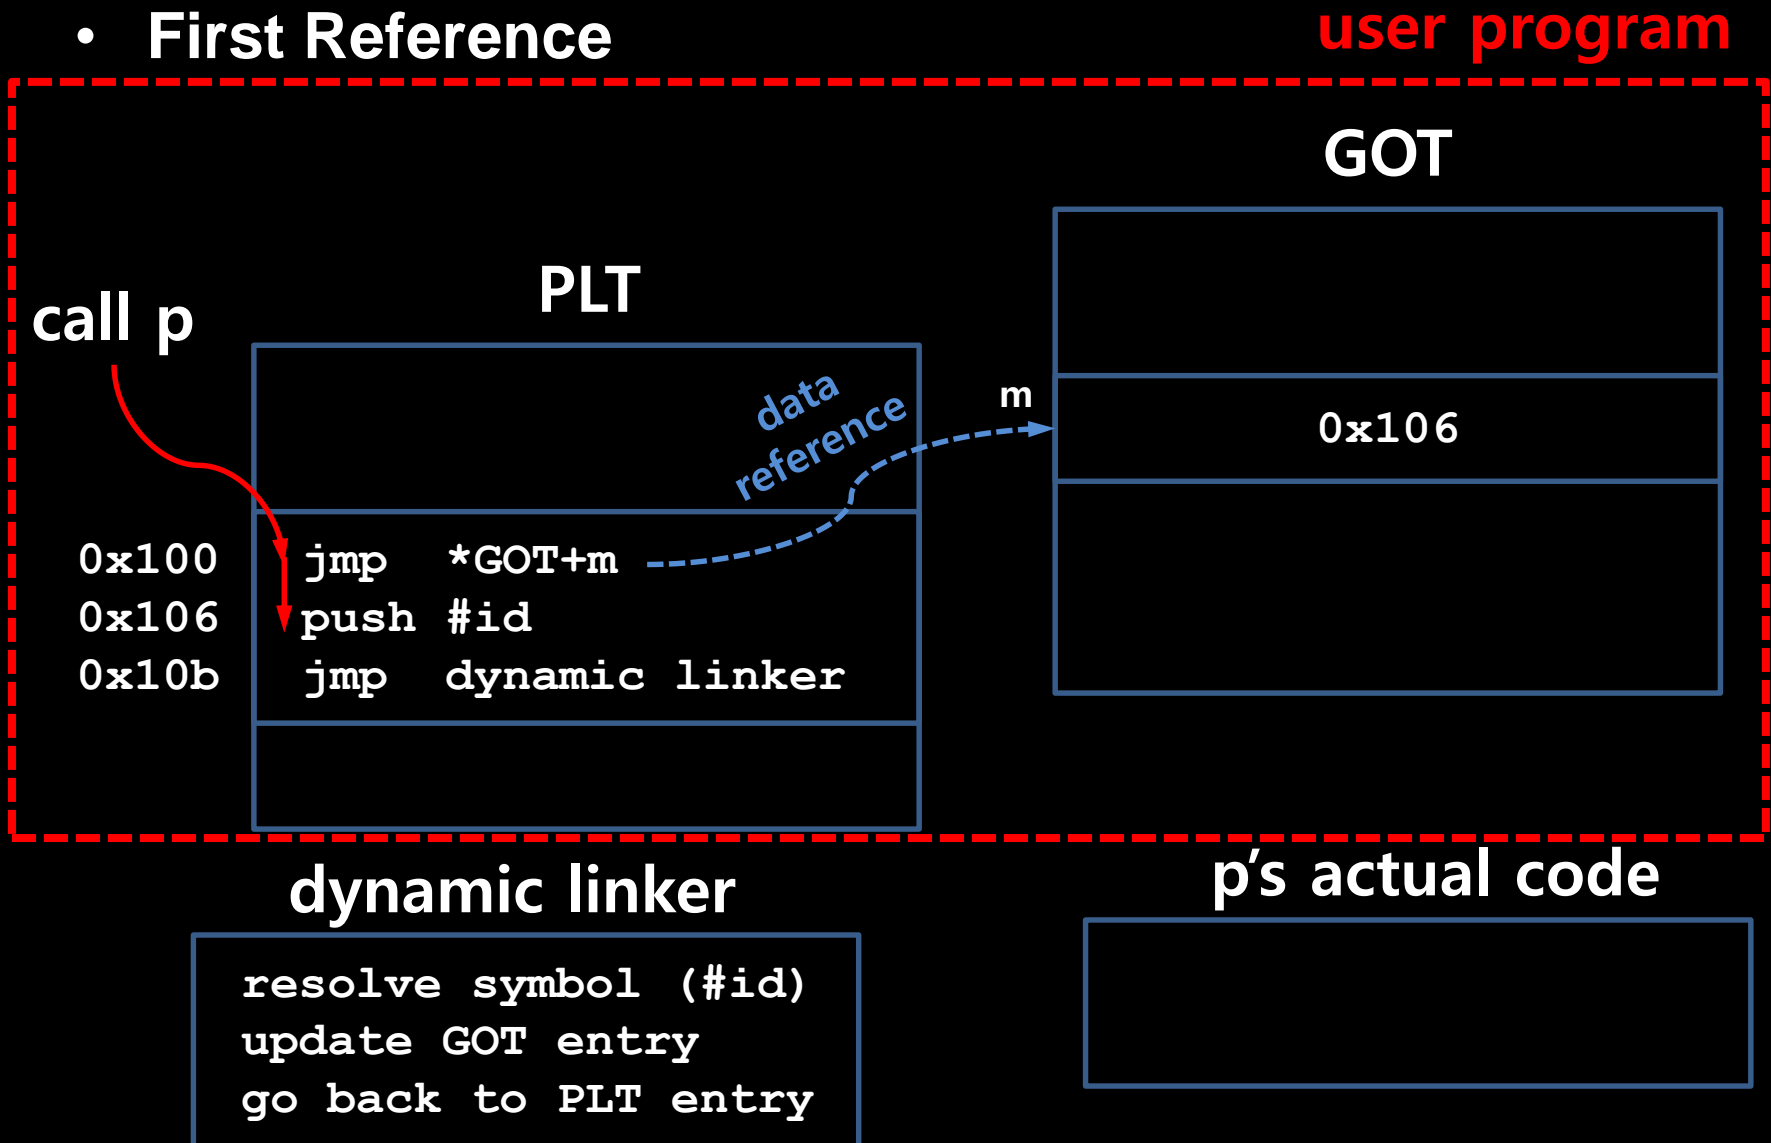 • First Reference
user program
GOT
PLT
call p
data
reference
m
0x106
0x100 jmp *GOT+m
0x106 push #id
0x10b jmp dynamic linker
dynamic linker
p’s actual code
resolve symbol (#id)
update GOT entry
go back to PLT entry